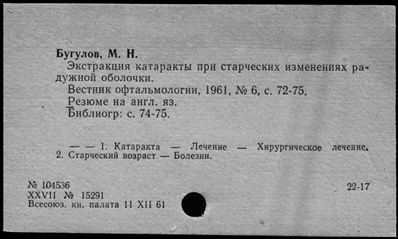 Бугулов, М. Н.
Экстракция катаракты при старческих изменениях ра-
дужной оболочки.
Вестник офтальмологии, 1961, № 6, с. 72-75.
Резюме на англ. яз.
Библиогр: с. 74-75.
— — 1. Катаракта — Лечение — Хирургическое лечение.
2. Старческий возраст — Болезни.
№ 104536 22-17
XXVII № 15291
Всесоюз. кн. палата 11 XII 61